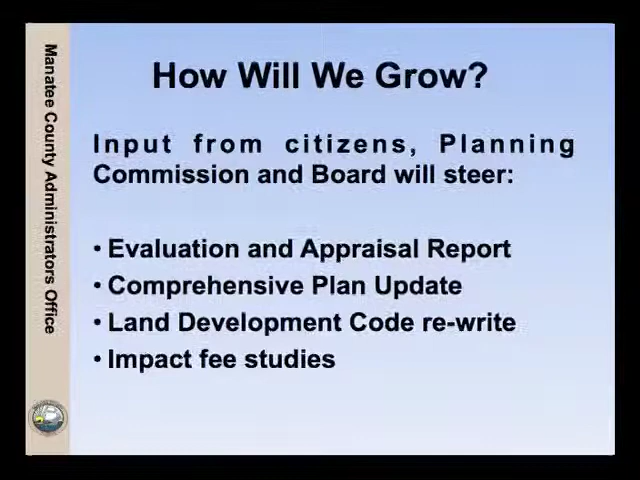 How Will We Grow?
Input from citizens, Planning
Commission and Board will steer:
• Evaluation and Appraisal Report
• Comprehensive Plan Update
• Land Development Code re-write
• Impact fee studies
Manatee County Administrators Office